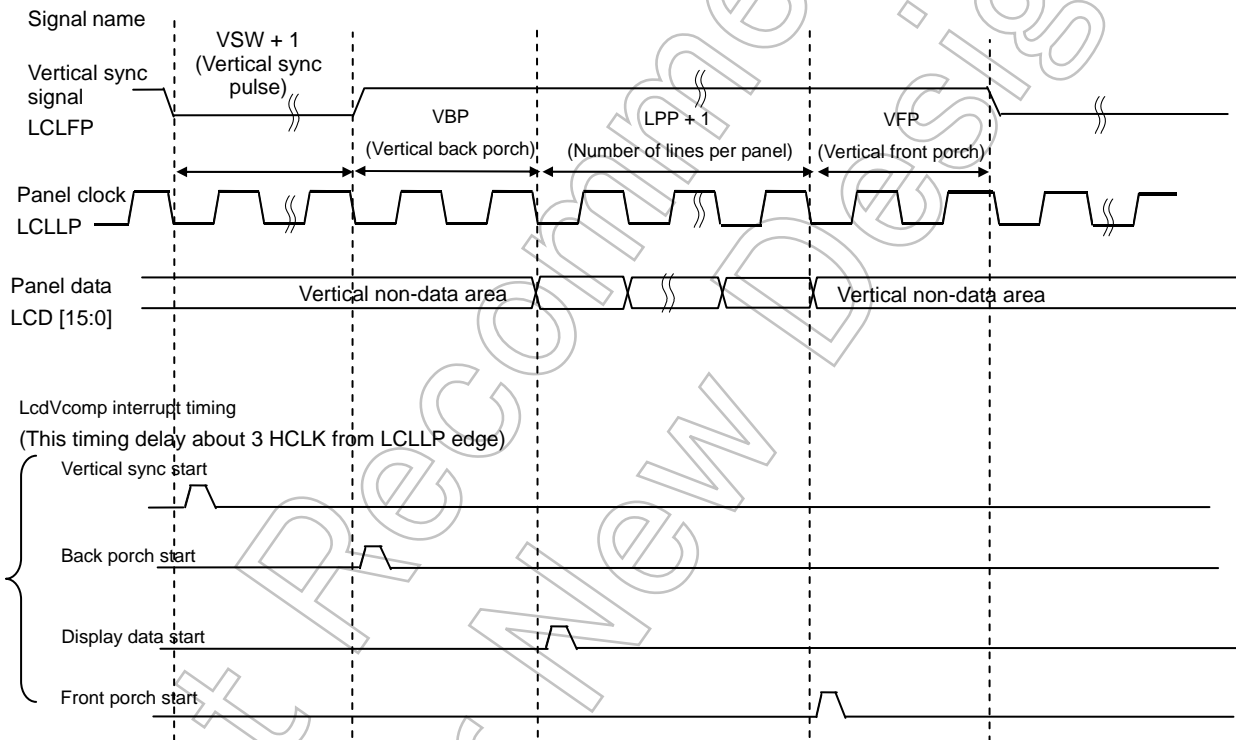 Signal name
VSW + 1
(Vertical sync
pulse)
Vertical sync
signal
LCLFP
VBP
(Vertical back porch)
LPP + 1
(Number of lines per panel)
VFP
(Vertical front porch)
Panel clock
LCLLP
Panel data
LCD [15:0]
Vertical non-data area
Vertical non-data area
LcdVcomp interrupt timing
(This timing delay about 3 HCLK from LCLLP edge)
Vertical sync start
Back porch start
Display data start
Front porch start